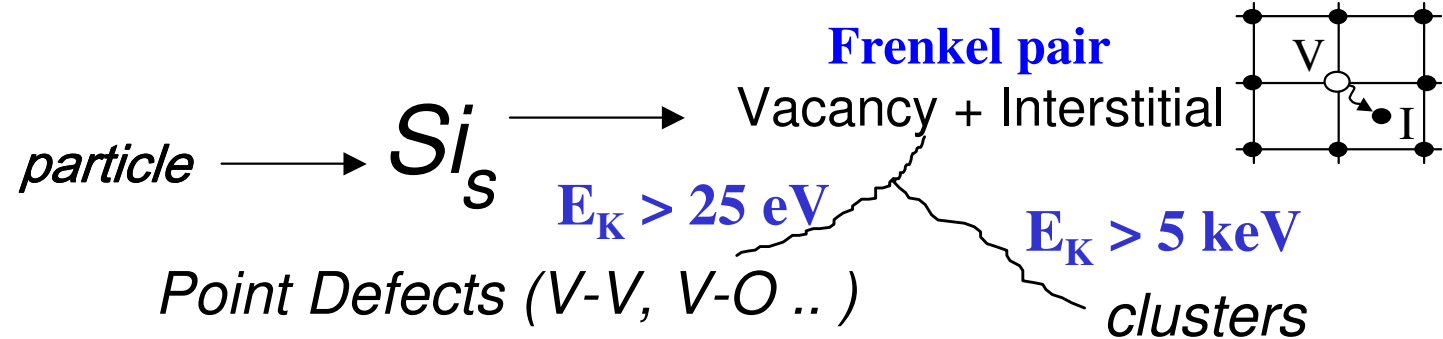 Frenkel pair
V
Vacancy + Interstitial
I
particle
Si_s
E_K > 25 eV
E_K > 5 keV
Point Defects (V-V, V-O .. )
clusters